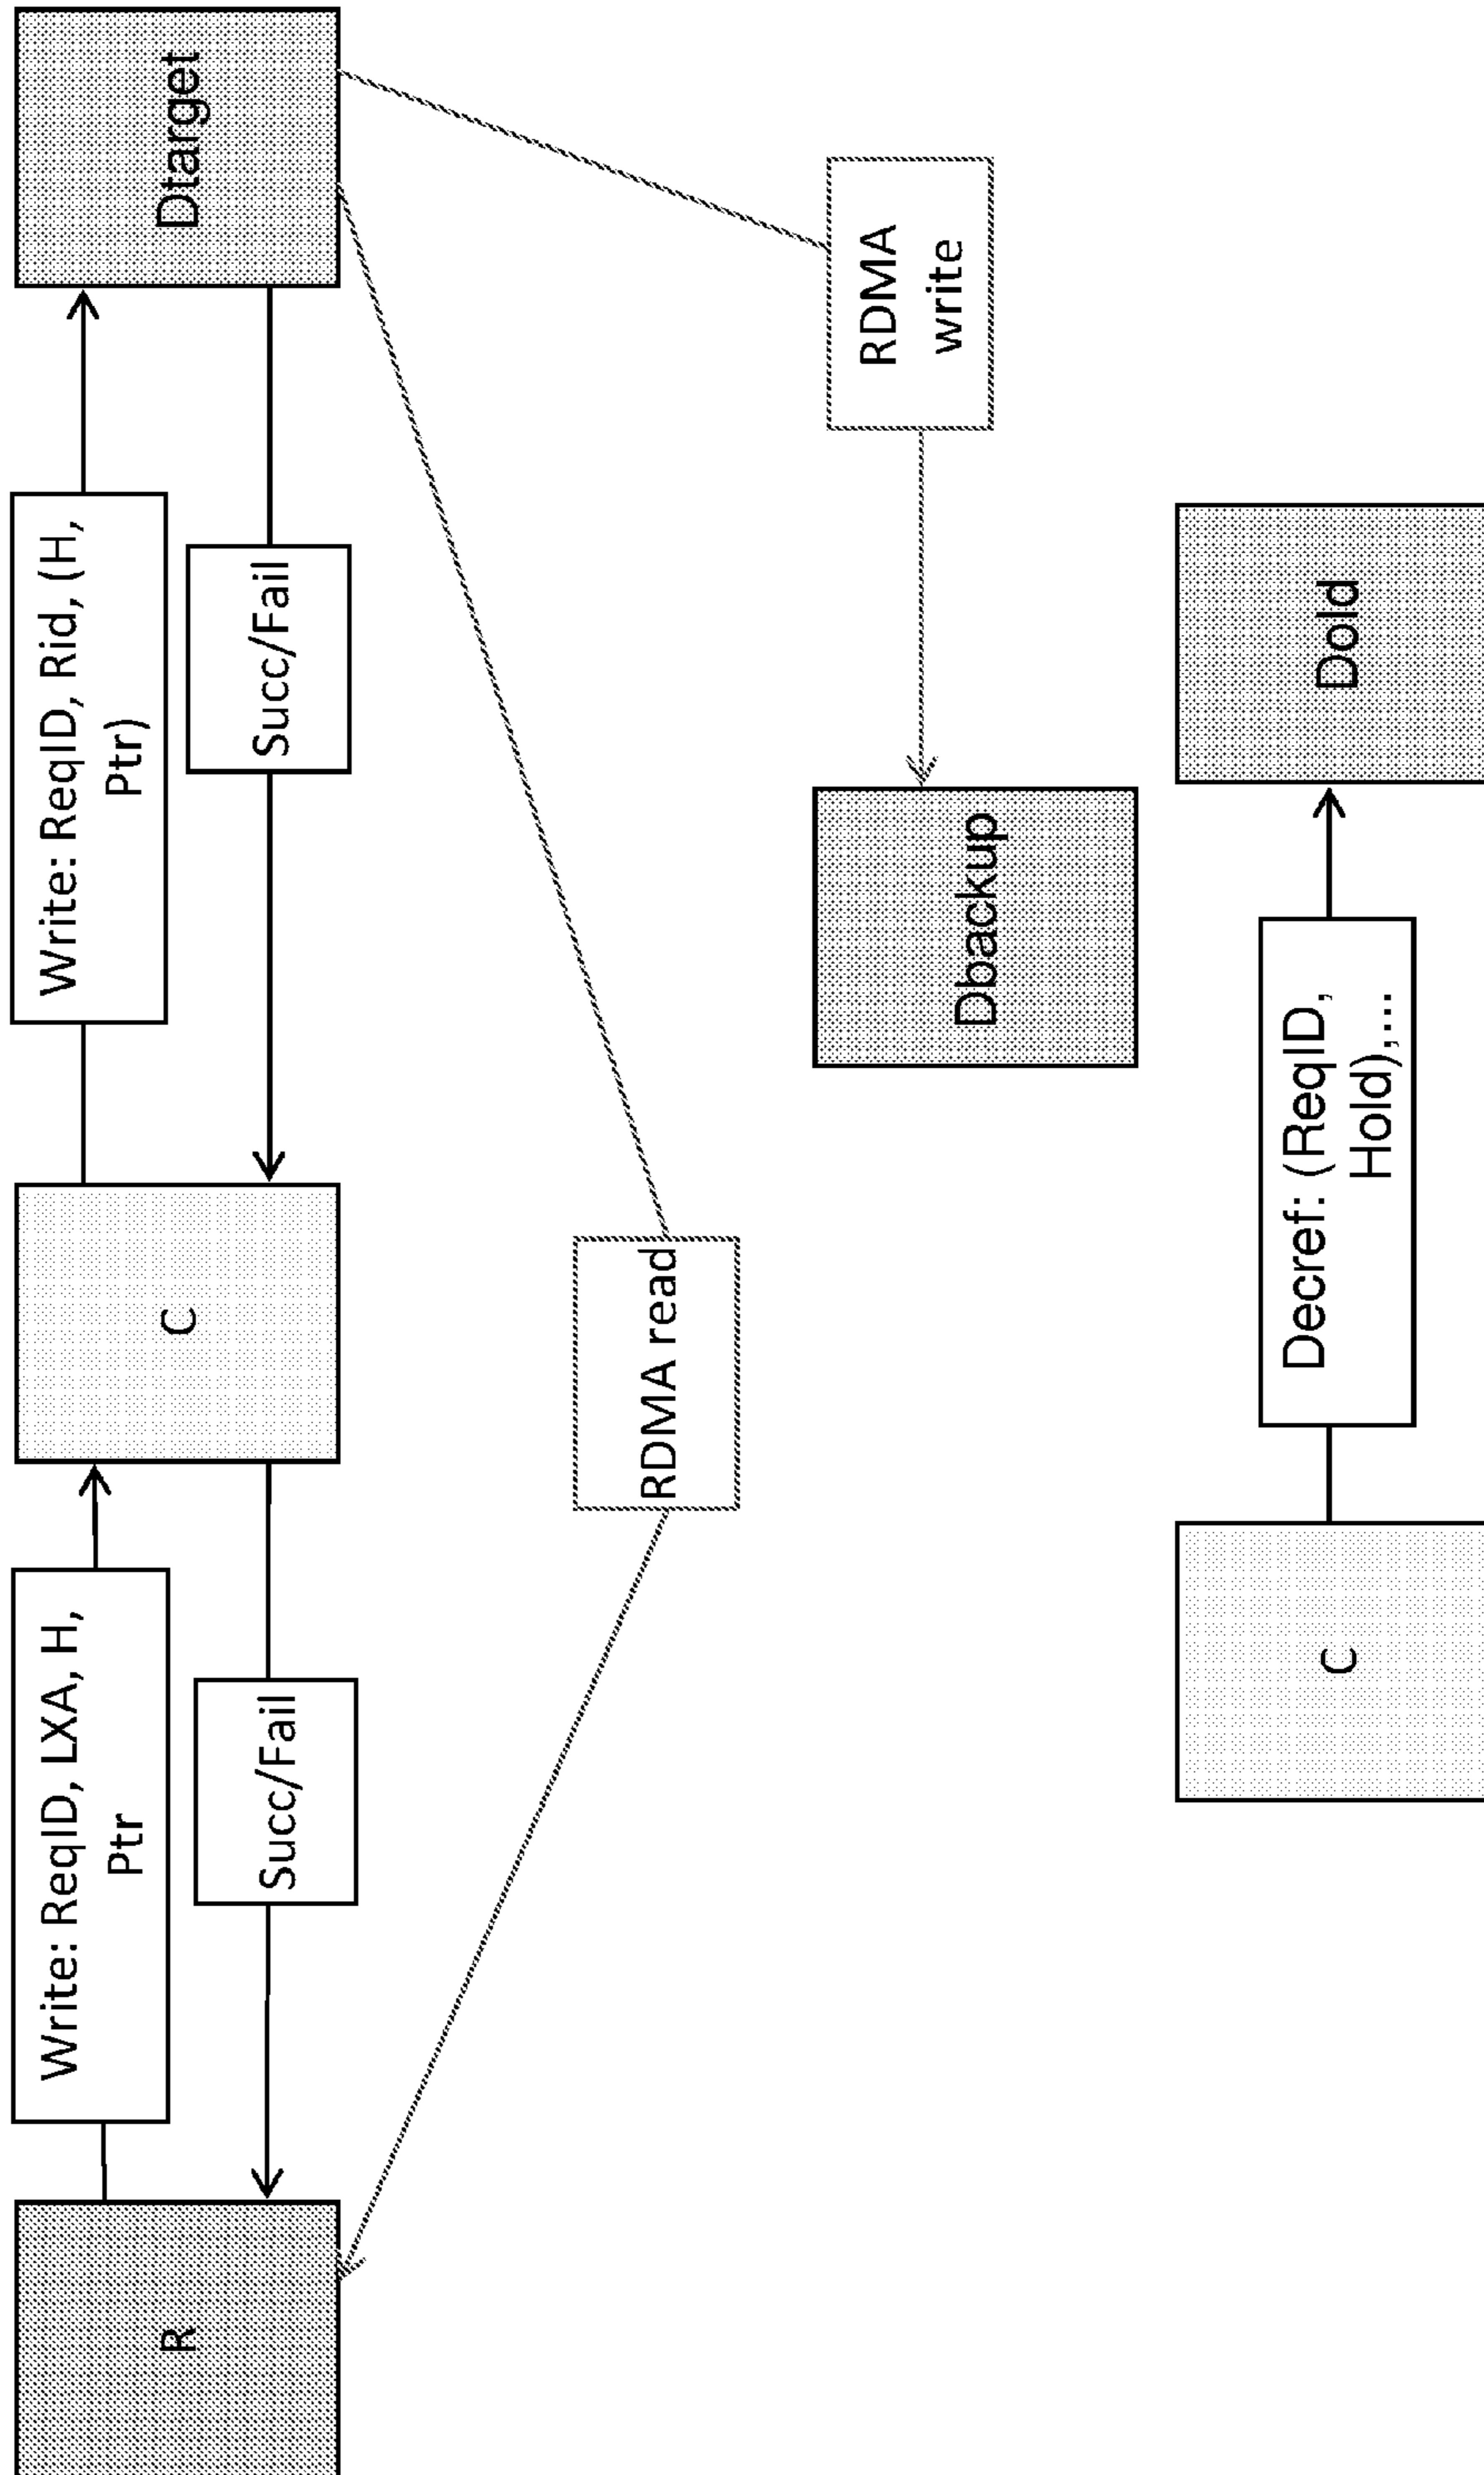 R
Write: ReqID, LXA, H,
Ptr
Succ/Fail
C
Write: ReqID, Rid, (H,
Ptr)
Succ/Fail
Dtarget
RDMA read
RDMA
write
Dbackup
C
Decref: (ReqID,
Hold),...
Dold